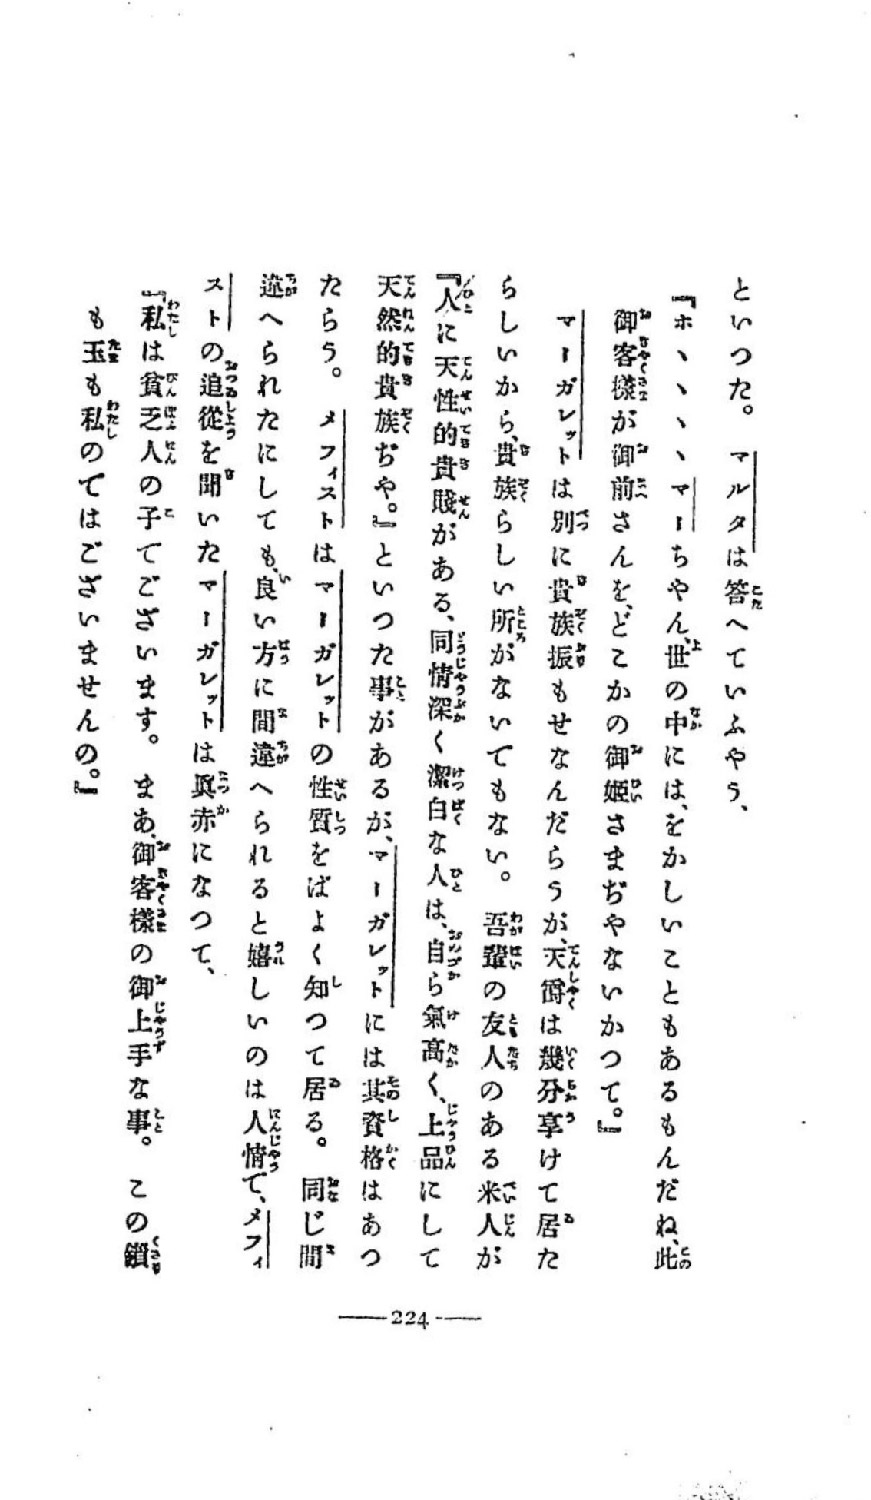 といつた。マルタは答へていふやう、
『ホヽヽヽマーちやん、世の中には、をかしいこともあるもんだね、此
御客樣が御前さんを、どこかの御姫さまぢやないかつて。』
マーガレットは別に貴族振もせなんだらうが、天爵は幾分享けて居た
らしいから、貴族らしい所がないでもない。吾輩の友人のある米人が
『人に天性的貴賤がある、同情深く潔白な人は、自ら氣高く、上品にして
天然的貴族ぢや。』といつた事があるが、マーガレットには其資格はあつ
たらう。メフィストはマーガレットの性質をばよく知つて居る。同じ間
違へられたにしても、良い方に間違へられると嬉しいのは人情で、メフィ
ストの追從を聞いたマーガレットは眞赤になつて、
『私は貧乏人の子でございます。まあ、御客樣の御上手な事。この鎖
も玉も私のではございませんの。』
224